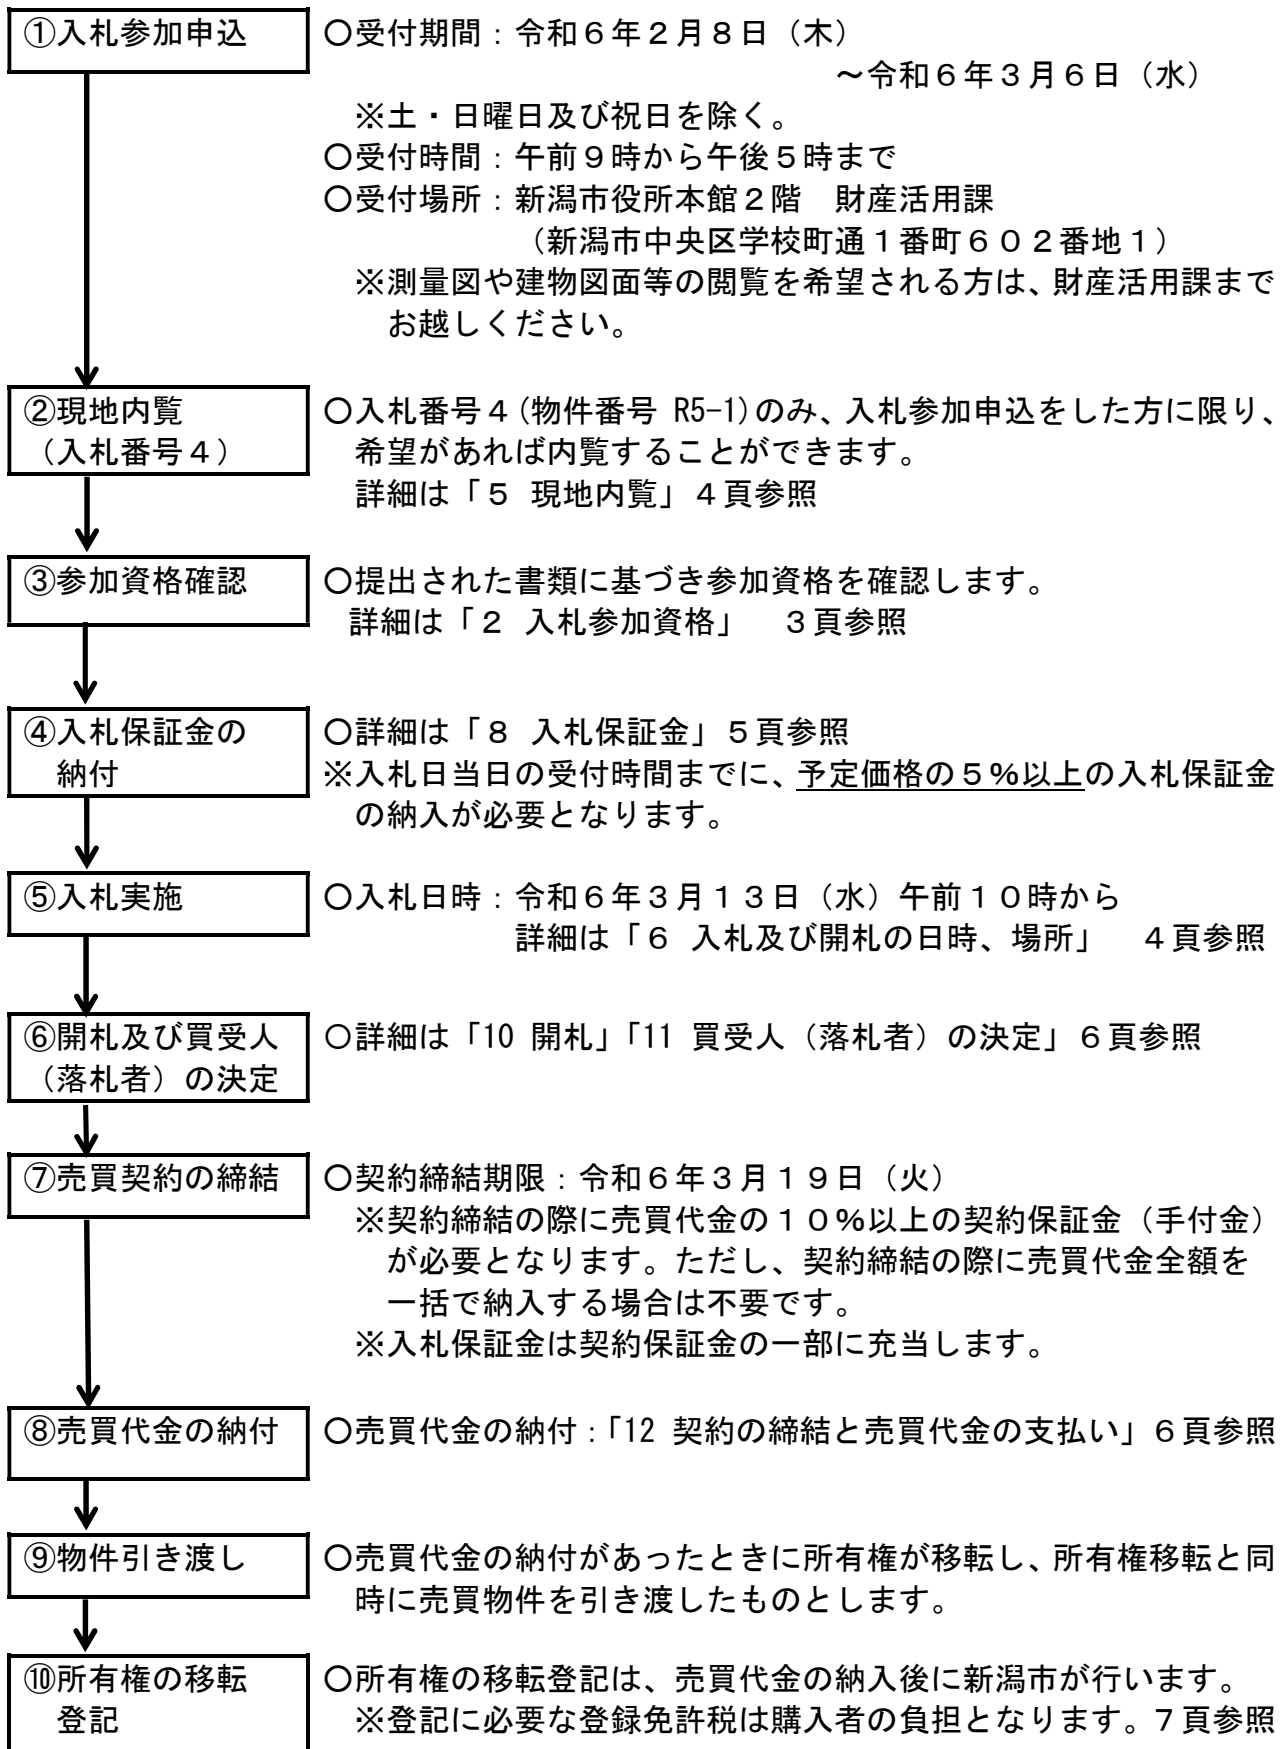 ①入札参加申込
〇受付期間：令和６年２月８日（木）
～令和６年３月６日（水）
※土・日曜日及び祝日を除く。
〇受付時間：午前９時から午後５時まで
〇受付場所：新潟市役所本館２階　財産活用課
（新潟市中央区学校町通１番町６０２番地１）
※測量図や建物図面等の閲覧を希望される方は、財産活用課まで
お越しください。
②現地内覧
（入札番号４）
〇入札番号４(物件番号 R5-1)のみ、入札参加申込をした方に限り、
希望があれば内覧することができます。
詳細は「５ 現地内覧」４頁参照
③参加資格確認
〇提出された書類に基づき参加資格を確認します。
詳細は「２ 入札参加資格」　３頁参照
④入札保証金の
納付
〇詳細は「８ 入札保証金」５頁参照
※入札日当日の受付時間までに、予定価格の５％以上の入札保証金
の納入が必要となります。
⑤入札実施
〇入札日時：令和６年３月１３日（水）午前１０時から
詳細は「６ 入札及び開札の日時、場所」　４頁参照
⑥開札及び買受人
（落札者）の決定
〇詳細は「10 開札」「11 買受人（落札者）の決定」６頁参照
⑦売買契約の締結
〇契約締結期限：令和６年３月１９日（火）
※契約締結の際に売買代金の１０％以上の契約保証金（手付金）
が必要となります。ただし、契約締結の際に売買代金全額を
一括で納入する場合は不要です。
※入札保証金は契約保証金の一部に充当します。
⑧売買代金の納付
〇売買代金の納付：「12 契約の締結と売買代金の支払い」６頁参照
⑨物件引き渡し
〇売買代金の納付があったときに所有権が移転し、所有権移転と同
時に売買物件を引き渡したものとします。
⑩所有権の移転
登記
〇所有権の移転登記は、売買代金の納入後に新潟市が行います。
※登記に必要な登録免許税は購入者の負担となります。７頁参照